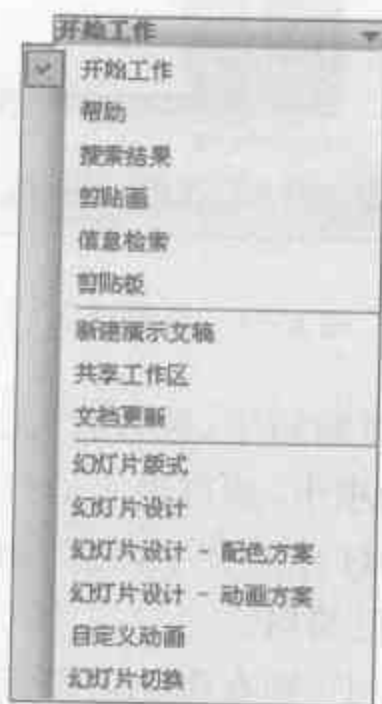 开始工作
开始工作
帮助
搜索结果
剪贴画
信息检索
剪贴板
新建演示文稿
共享工作区
文档更新
幻灯片版式
幻灯片设计
幻灯片设计 - 配色方案
幻灯片设计 - 动画方案
自定义动画
幻灯片切换